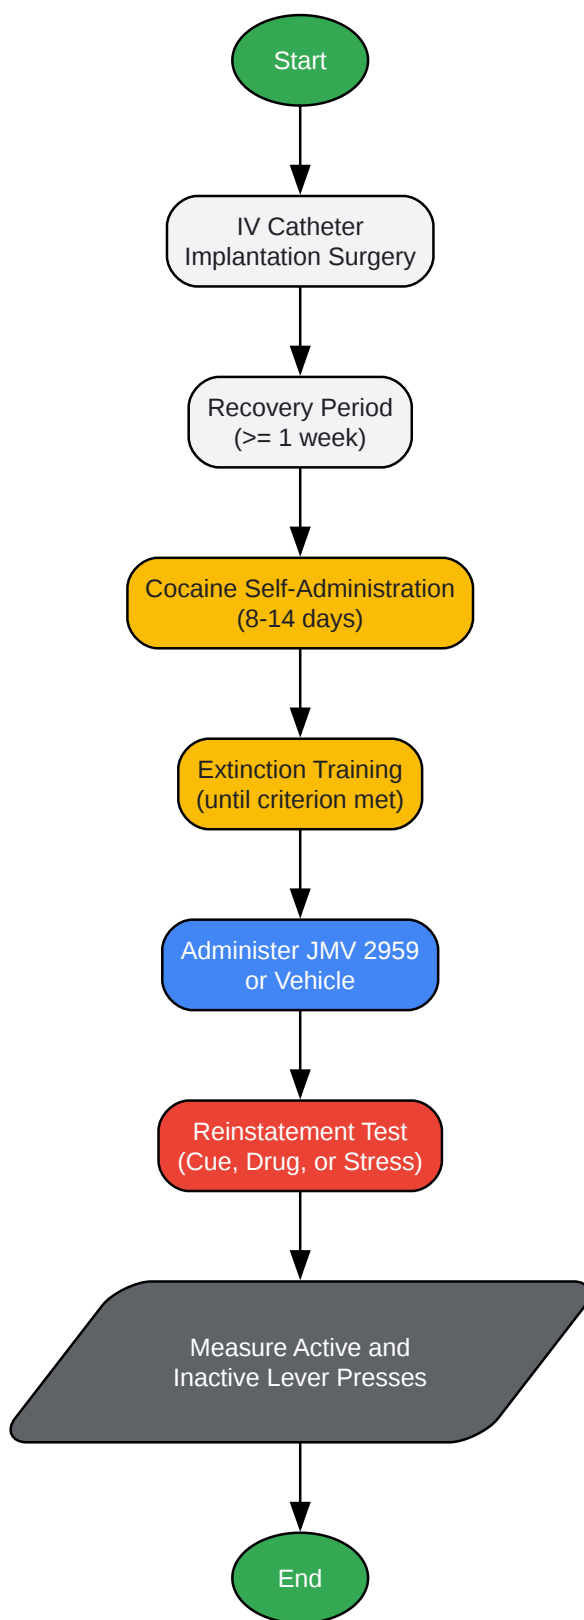 Start
IV Catheter
Implantation Surgery
Recovery Period
(>= 1 week)
Cocaine Self-Administration
(8-14 days)
Extinction Training
(until criterion met)
Administer JMV 2959
or Vehicle
Reinstatement Test
(Cue, Drug, or Stress)
Measure Active and
Inactive Lever Presses
End